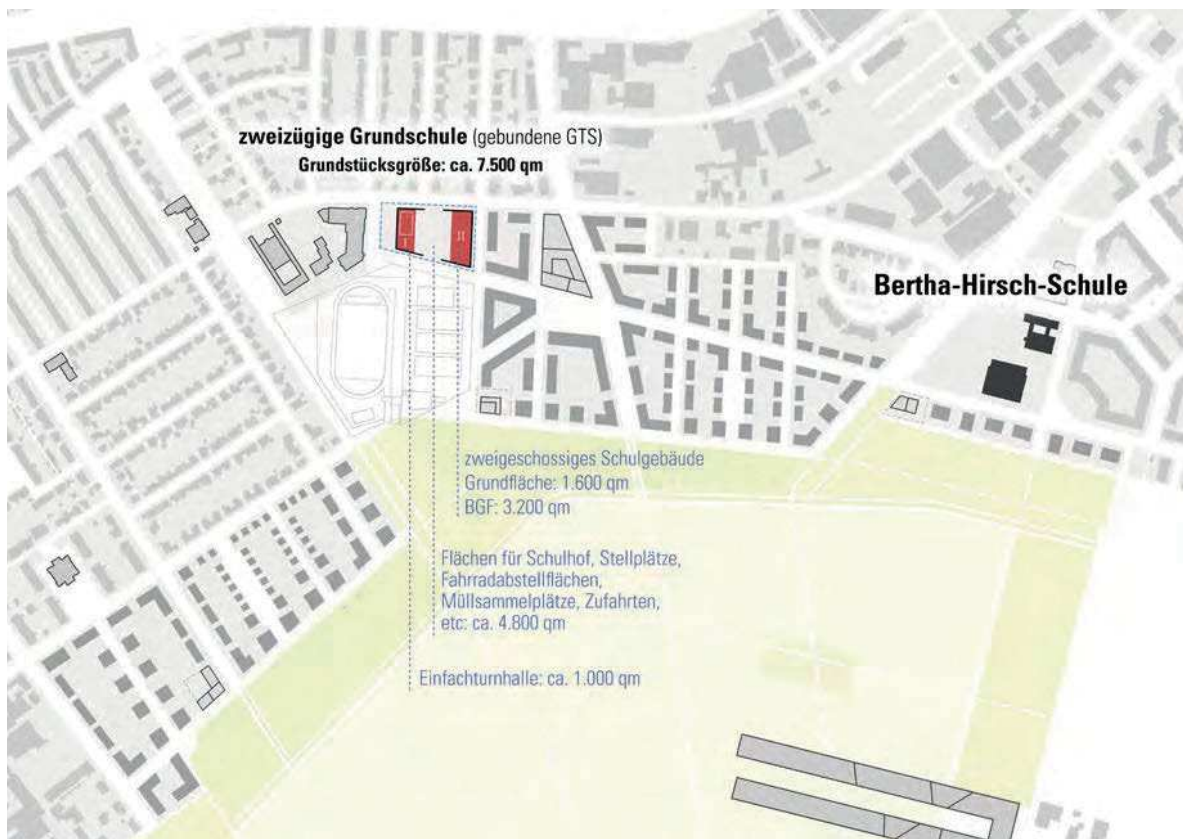 zweizügige Grundschule (gebundene GTS)
Grundstücksgröße: ca. 7.500 qm
Bertha-Hirsch-Schule
zweigeschossiges Schulgebäude
Grundfläche: 1.600 qm
BGF: 3.200 qm
Flächen für Schulhof, Stellplätze,
Fahrradabstellflächen,
Müllsammelplätze, Zufahrten,
etc: ca. 4.800 qm
Einfachturnhalle: ca. 1.000 qm